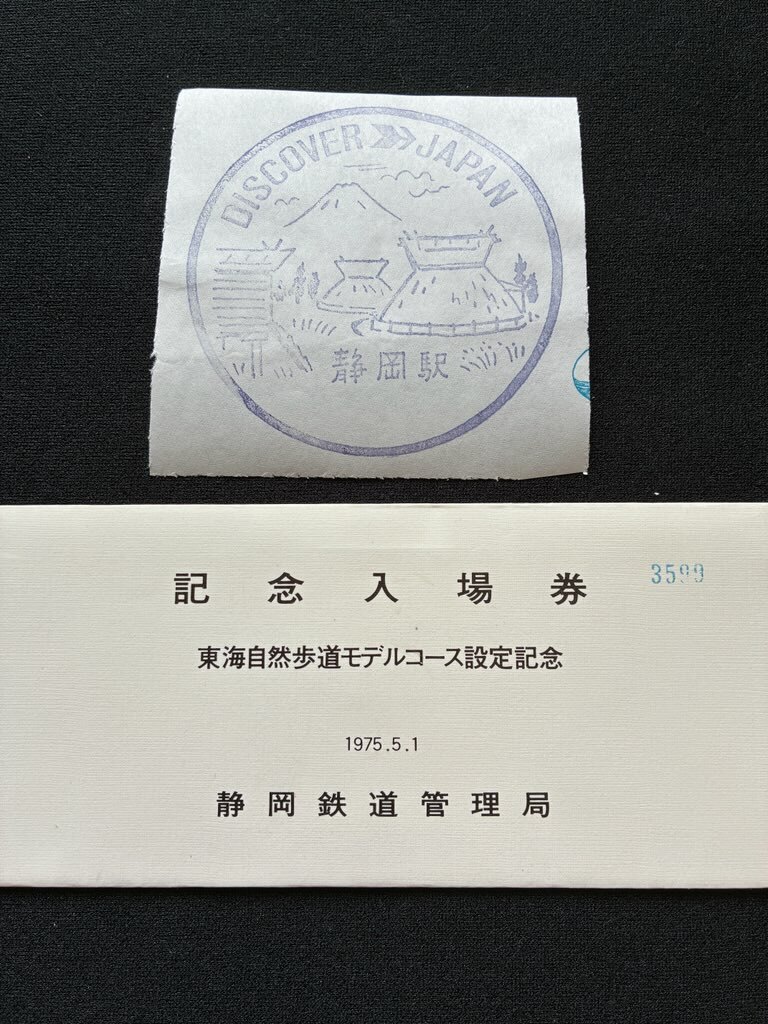 DISCOVER JAPAN
静岡駅
記念入場券
3599
東海自然歩道モデルコース設定記念
1975.5.1
静岡鉄道管理局